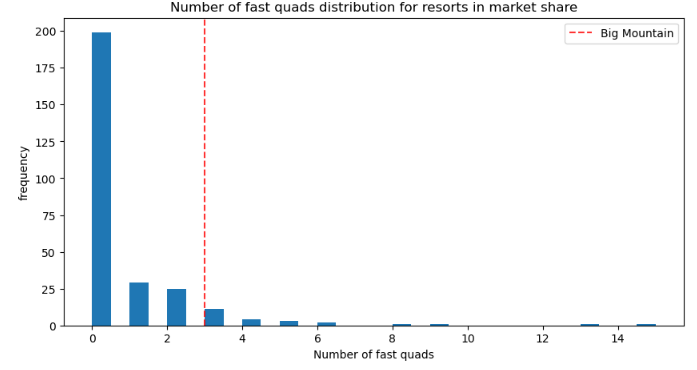 Number of fast quads distribution for resorts in market share
Big Mountain
200
175
150
125
100
75
50
25
0
frequency
0 2 4 6 8 10 12 14
Number of fast quads